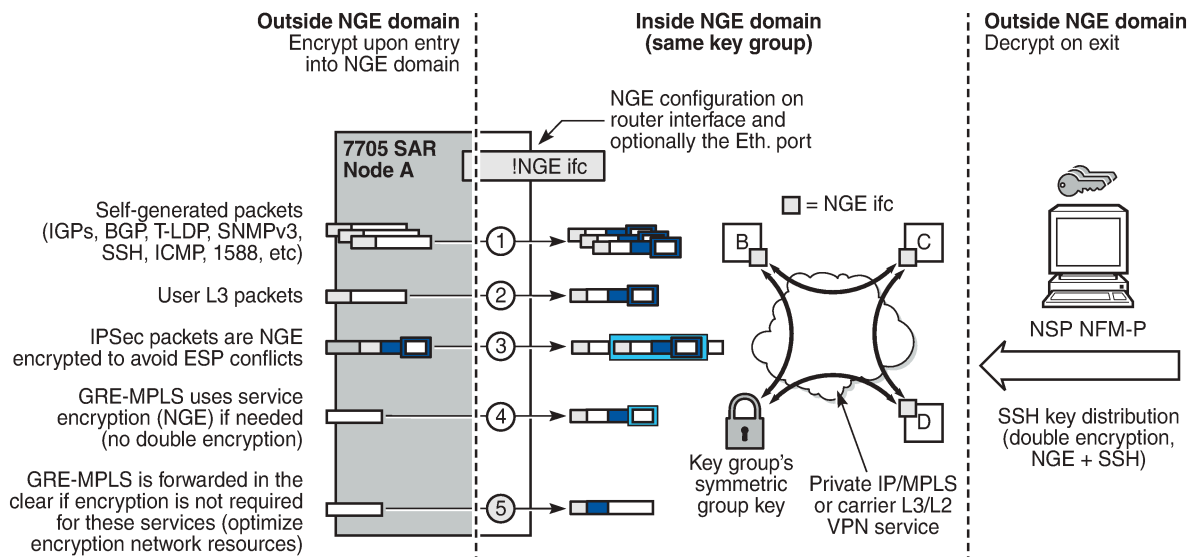 Outside NGE domain
Encrypt upon entry
into NGE domain
Inside NGE domain
(same key group)
Outside NGE domain
Decrypt on exit
NGE configuration on
router interface and
optionally the Eth. port
7705 SAR
Node A
!NGE ifc
Self-generated packets
(IGPs, BGP, T-LDP, SNMPv3,
SSH, ICMP, 1588, etc)
1
User L3 packets
2
IPSec packets are NGE
encrypted to avoid ESP conflicts
3
GRE-MPLS uses service
encryption (NGE) if needed
(no double encryption)
4
GRE-MPLS is forwarded in the
clear if encryption is not required
for these services (optimize
encryption network resources)
5
= NGE ifc
B
C
D
Key group's
symmetric
group key
Private IP/MPLS
or carrier L3/L2
VPN service
NSP NFM-P
SSH key distribution
(double encryption,
NGE + SSH)